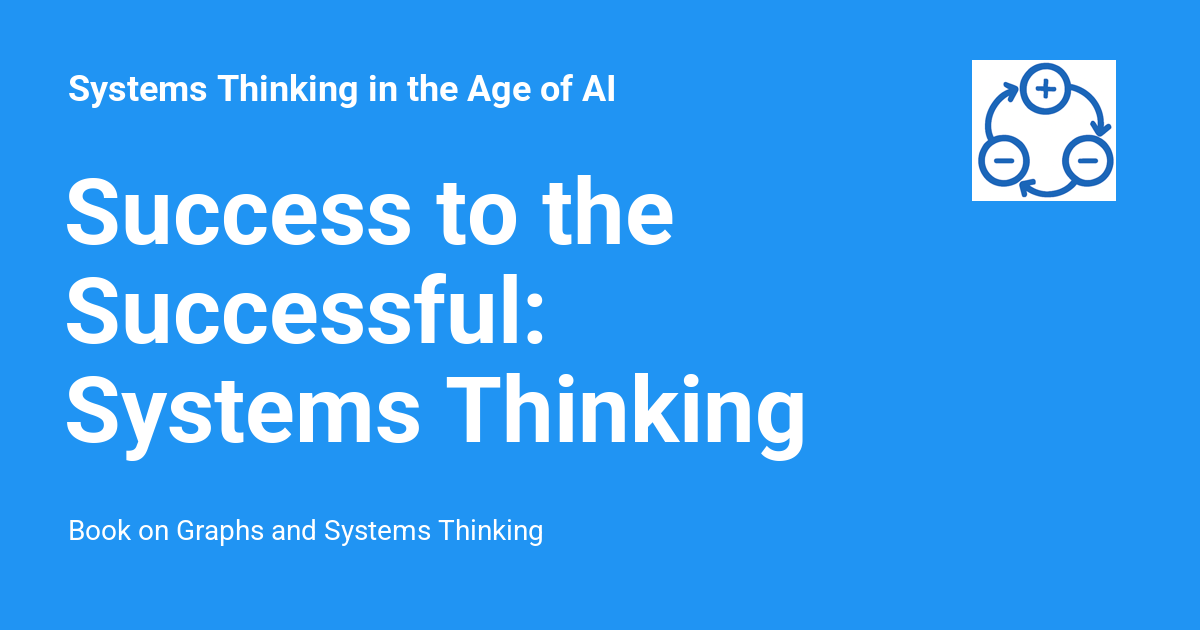 Systems Thinking in the Age of AI
Success to the
Successful:
Systems Thinking
Book on Graphs and Systems Thinking